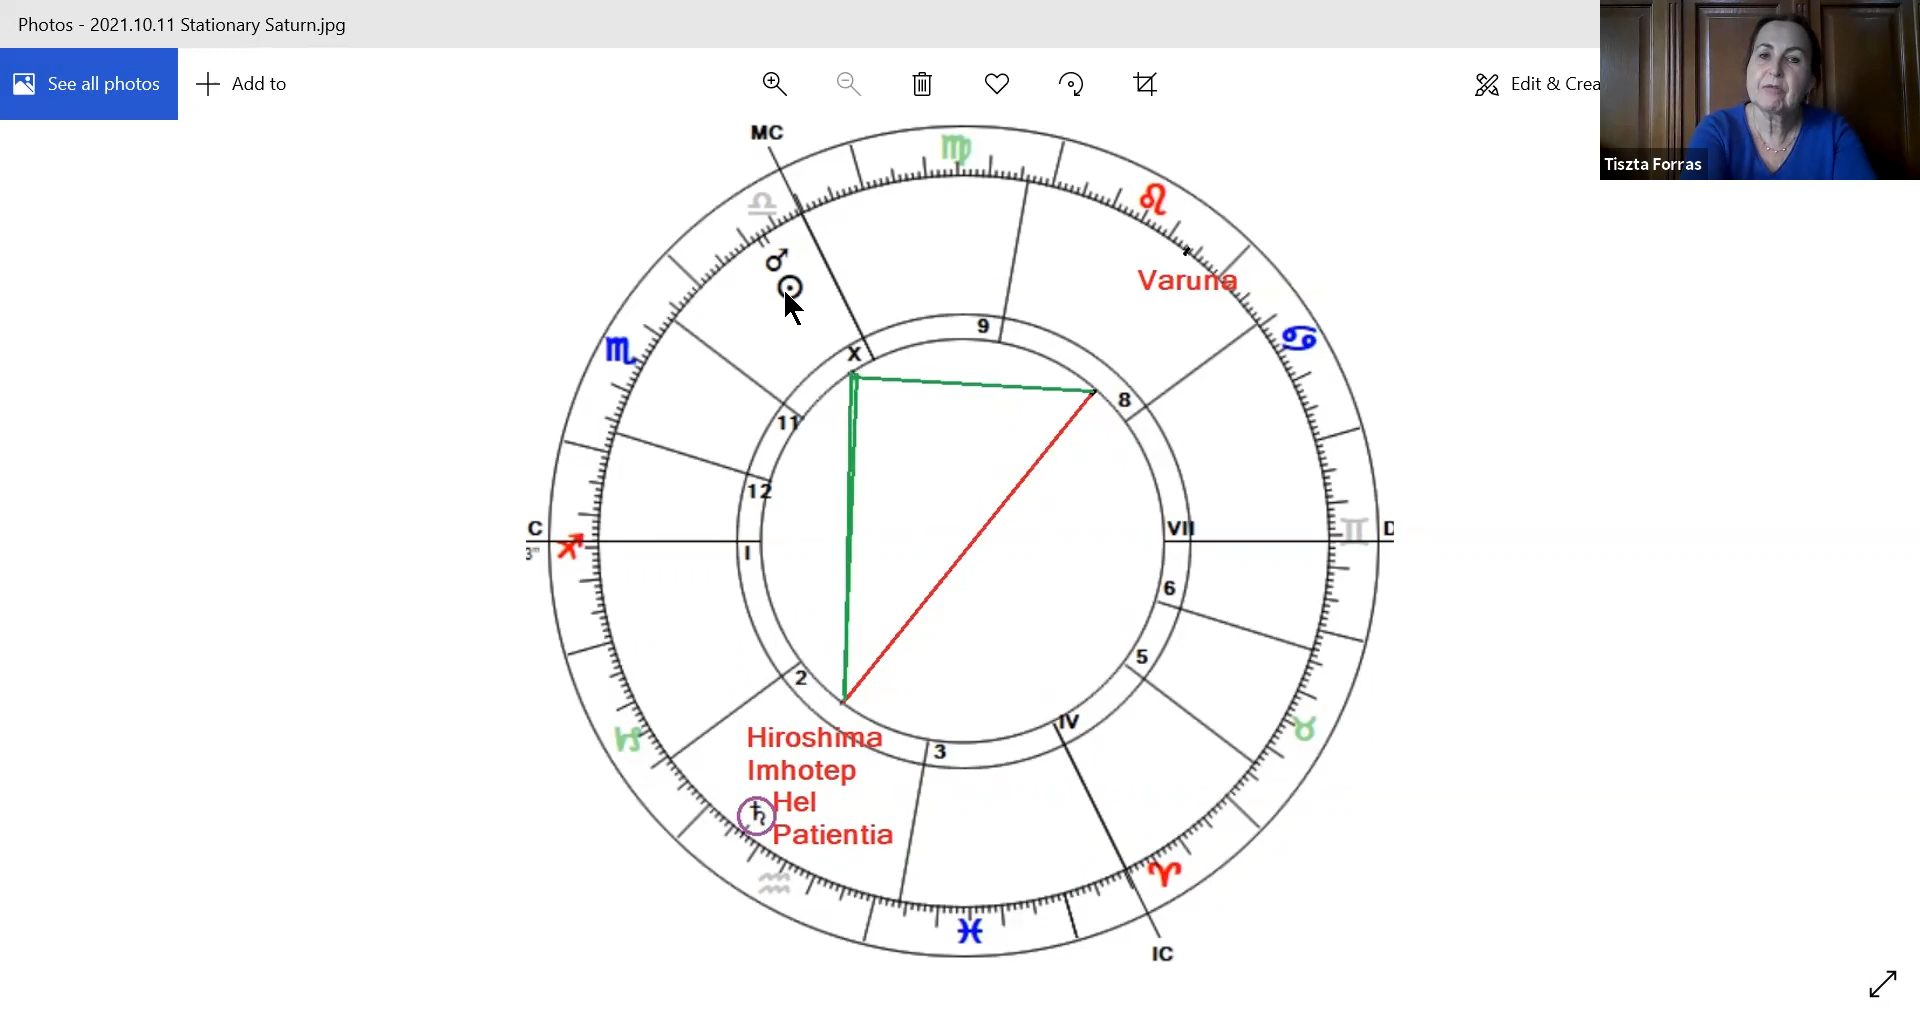 Photos - 2021.10.11 Stationary Saturn.jpg
See all photos
Add to
Edit & Crea
Tiszta Forras
MC
♍
♎
♌
Varuna
♂
☉
9
♋
♏
X
8
11
12
C
D
VII
♊
3"
♐
I
6
5
2
♑
IV
♉
Hiroshima
3
Imhotep
Hel
♄
Patientia
♒
♈
♓
IC